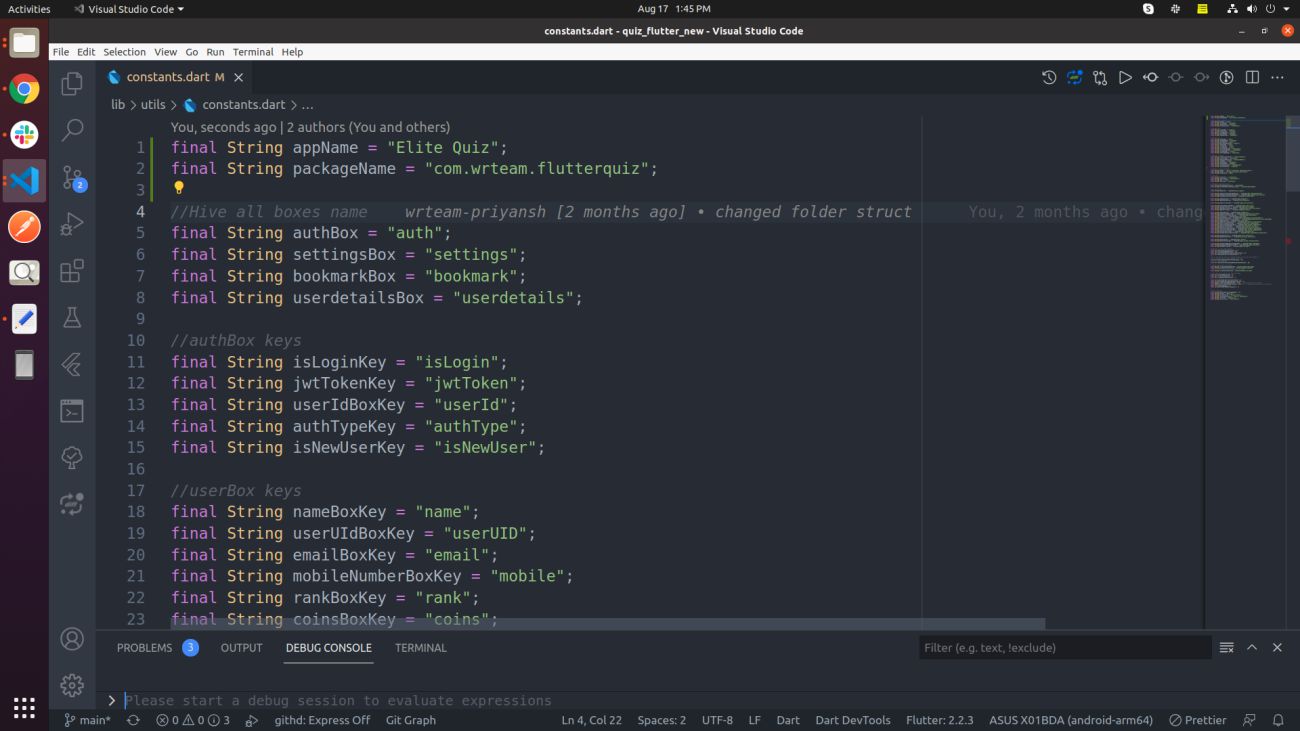 Activities Visual Studio Code Aug 17 1:45 PM
constants.dart - quiz_flutter_new - Visual Studio Code
File Edit Selection View Go Run Terminal Help
constants.dart M
lib > utils > constants.dart > ...
You, seconds ago | 2 authors (You and others)
1 final String appName = "Elite Quiz";
2 final String packageName = "com.wrteam.flutterquiz";
3
4 //Hive all boxes name wrteam-priyansh [2 months ago] • changed folder struct You, 2 months ago • chang
5 final String authBox = "auth";
6 final String settingsBox = "settings";
7 final String bookmarkBox = "bookmark";
8 final String userdetailsBox = "userdetails";
9
10 //authBox keys
11 final String isLoginKey = "isLogin";
12 final String jwtTokenKey = "jwtToken";
13 final String userIdBoxKey = "userId";
14 final String authTypeKey = "authType";
15 final String isNewUserKey = "isNewUser";
16
17 //userBox keys
18 final String nameBoxKey = "name";
19 final String userUIdBoxKey = "userUID";
20 final String emailBoxKey = "email";
21 final String mobileNumberBoxKey = "mobile";
22 final String rankBoxKey = "rank";
23 final String coinsBoxKey = "coins";
2
PROBLEMS 3 OUTPUT DEBUG CONSOLE TERMINAL Filter (e.g. text, !exclude)
> Please start a debug session to evaluate expressions
main* 0 0 3 githd: Express Off Git Graph Ln 4, Col 22 Spaces: 2 UTF-8 LF Dart Dart DevTools Flutter: 2.2.3 ASUS X01BDA (android-arm64) Prettier